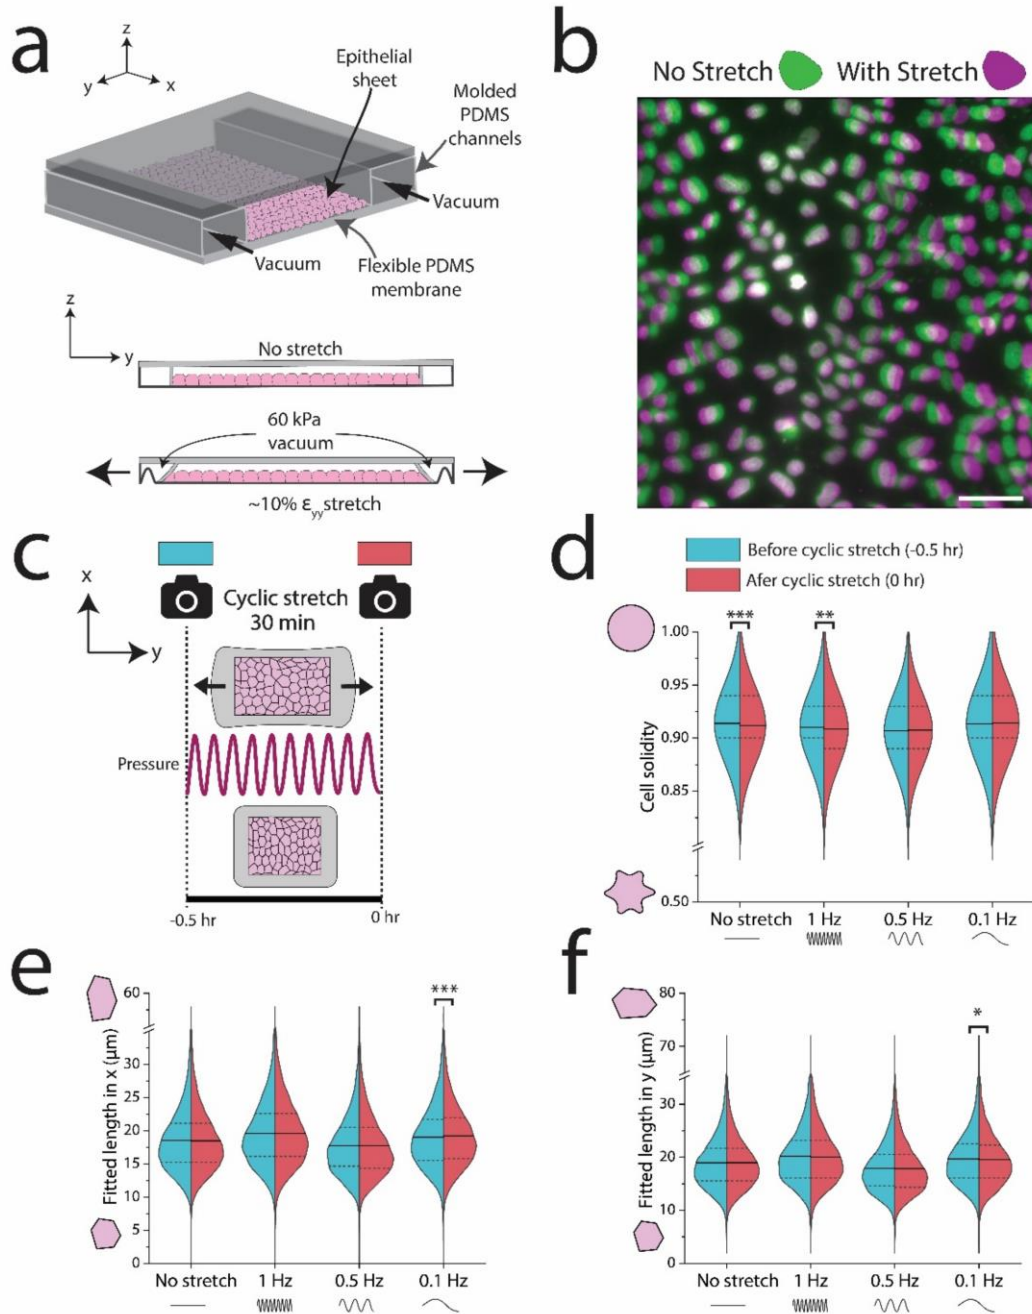 a
z
y
x
Epithelial
sheet
Molded
PDMS
channels
Vacuum
Vacuum
Flexible PDMS
membrane
z
y
No stretch
60 kPa
vacuum
~10% εyy stretch
b
No Stretch
With Stretch
c
x
y
Cyclic stretch
30 min
Pressure
-0.5 hr
0 hr
d
Before cyclic stretch (-0.5 hr)
Afer cyclic stretch (0 hr)
***
**
Cell solidity
1.00
0.95
0.90
0.85
0.50
No stretch
1 Hz
0.5 Hz
0.1 Hz
e
***
Fitted length in x (μm)
60
30
25
20
15
10
5
0
No stretch
1 Hz
0.5 Hz
0.1 Hz
f
*
Fitted length in y (μm)
80
70
30
20
10
0
No stretch
1 Hz
0.5 Hz
0.1 Hz